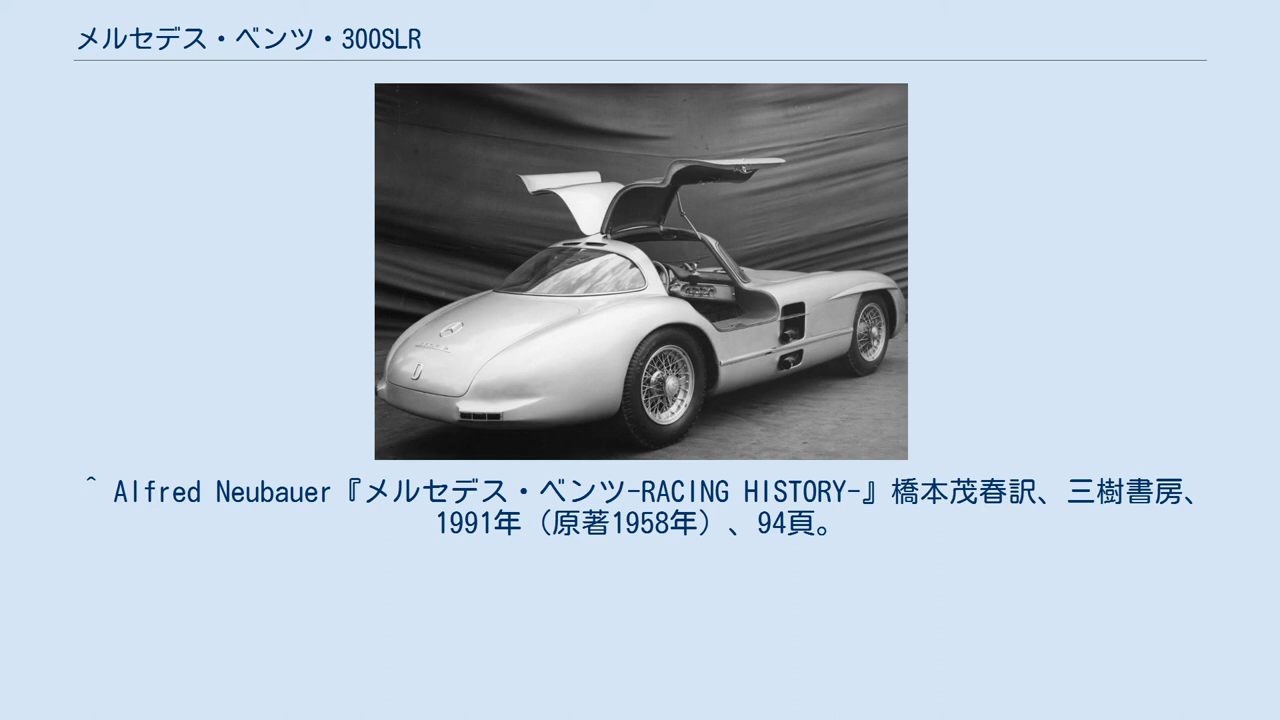 メルセデス・ベンツ・300SLR
^ Alfred Neubauer『メルセデス・ベンツ-RACING HISTORY-』橋本茂春訳、三樹書房、
1991年（原著1958年）、94頁。